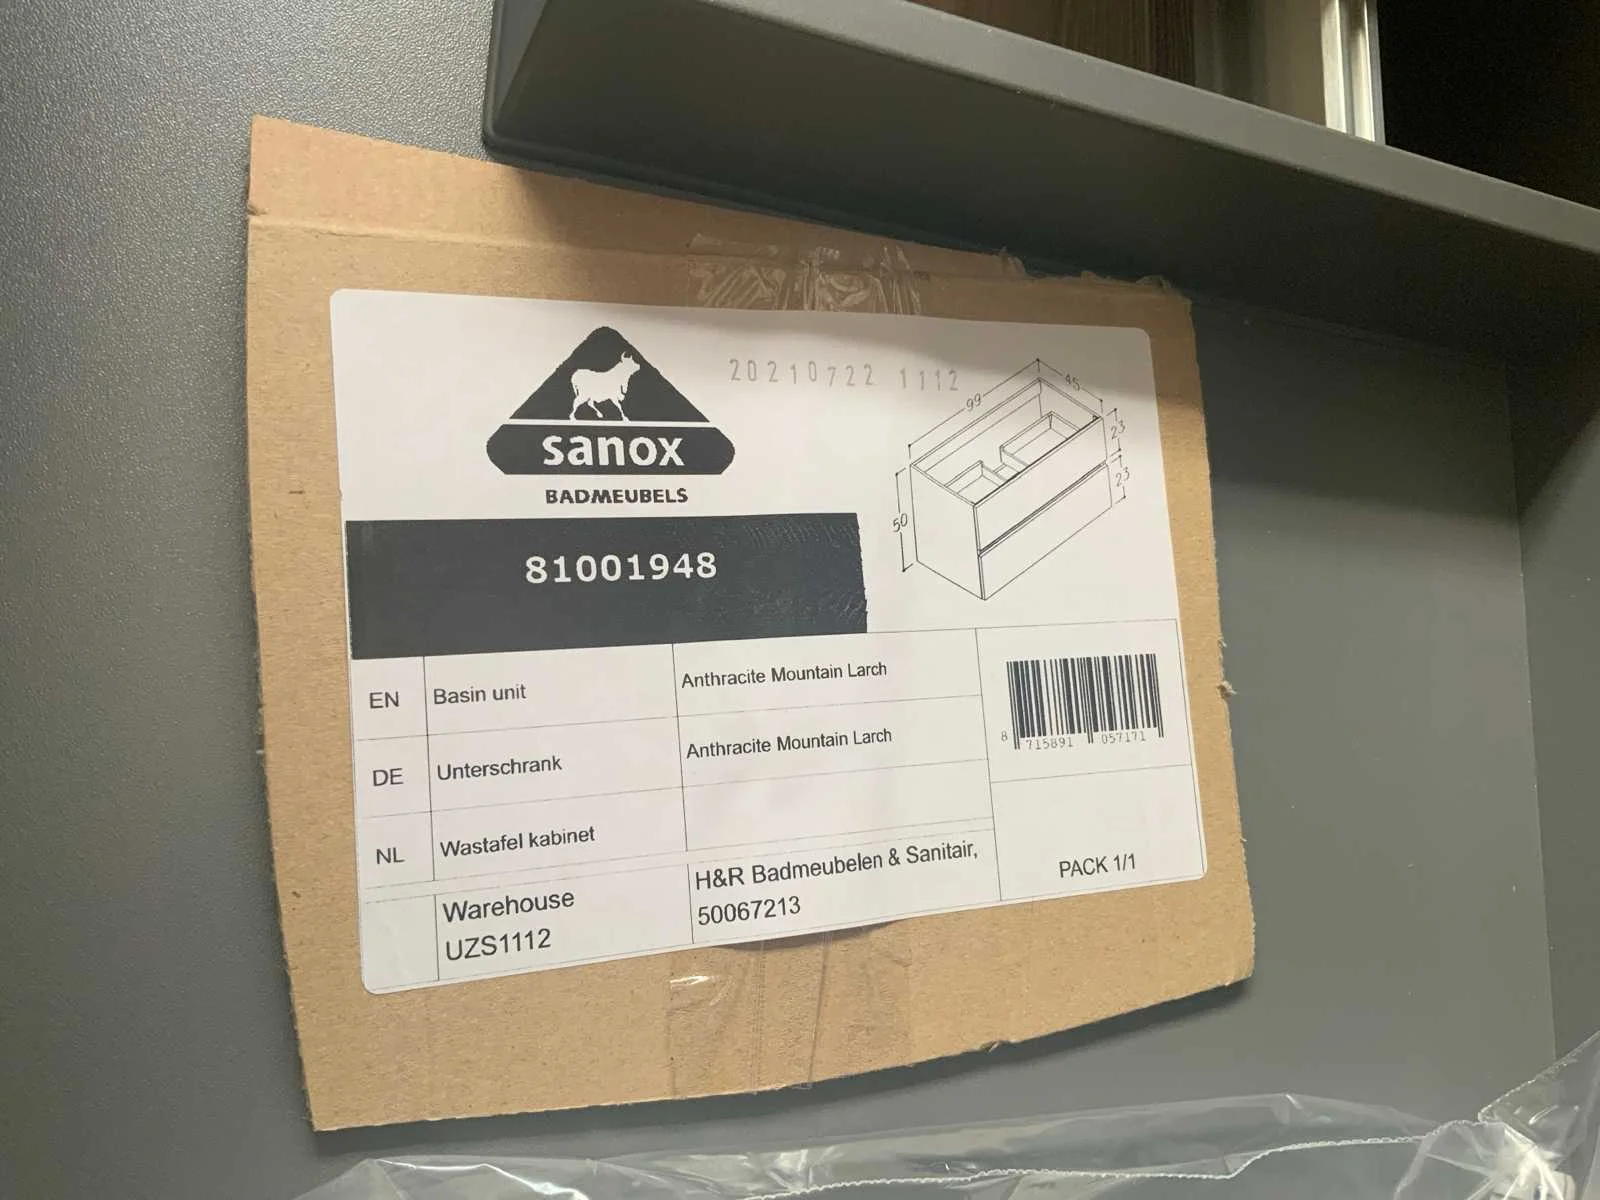 sanox
BADMEUBELS
20210722 1112
99
45
23
23
50
81001948
EN Basin unit Anthracite Mountain Larch
DE Unterschrank Anthracite Mountain Larch
NL Wastafel kabinet
8 715891 057171
Warehouse
UZS1112
H&R Badmeubelen & Sanitair,
50067213
PACK 1/1